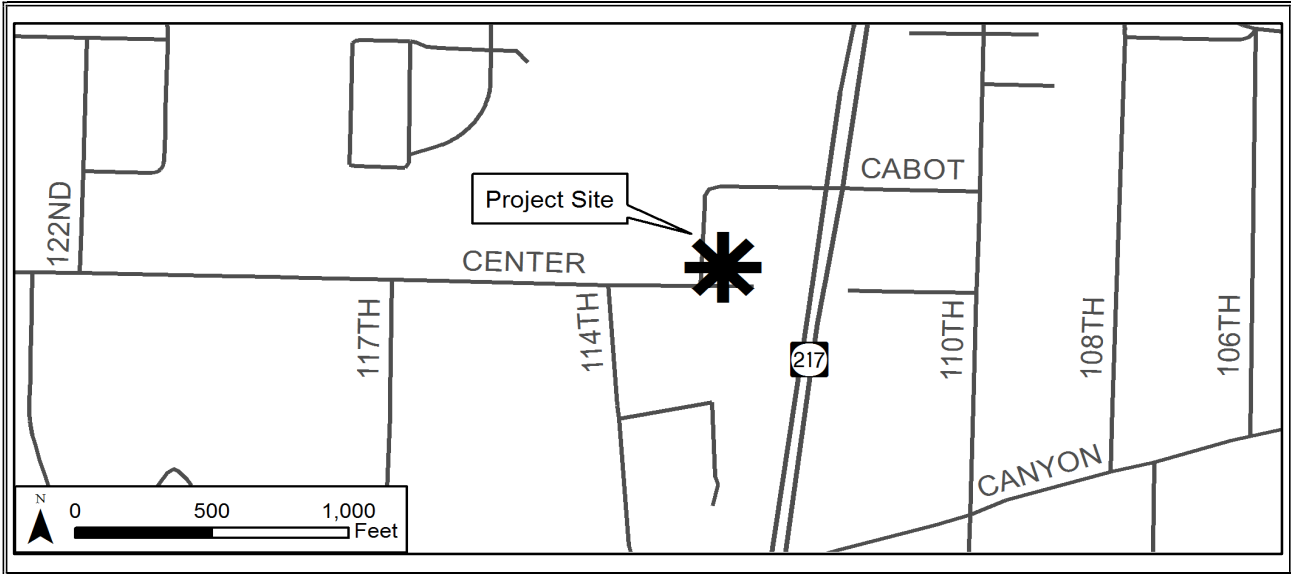 CABOT
Project Site
122ND
CENTER
117TH
114TH
110TH
108TH
106TH
217
CANYON
N
0 500 1,000
Feet